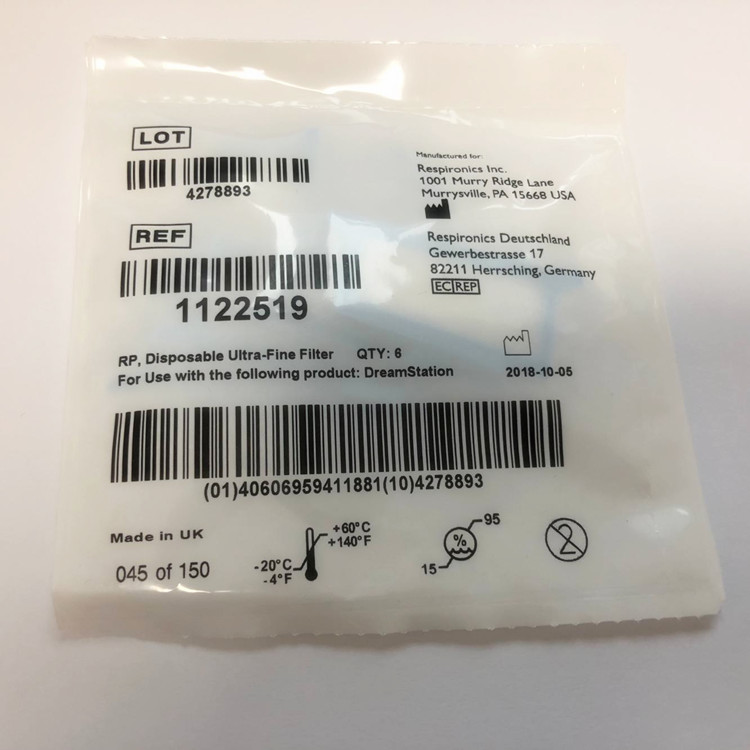 LOT
4278893
Manufactured for:
Respironics Inc.
1001 Murry Ridge Lane
Murrysville, PA 15668 USA
REF
1122519
Respironics Deutschland
Gewerbestrasse 17
82211 Herrsching, Germany
EC REP
RP, Disposable Ultra-Fine Filter QTY: 6
For Use with the following product: DreamStation
2018-10-05
(01)40606959411881(10)4278893
Made in UK
045 of 150
+60°C
+140°F
-20°C
-4°F
95
%
15
2